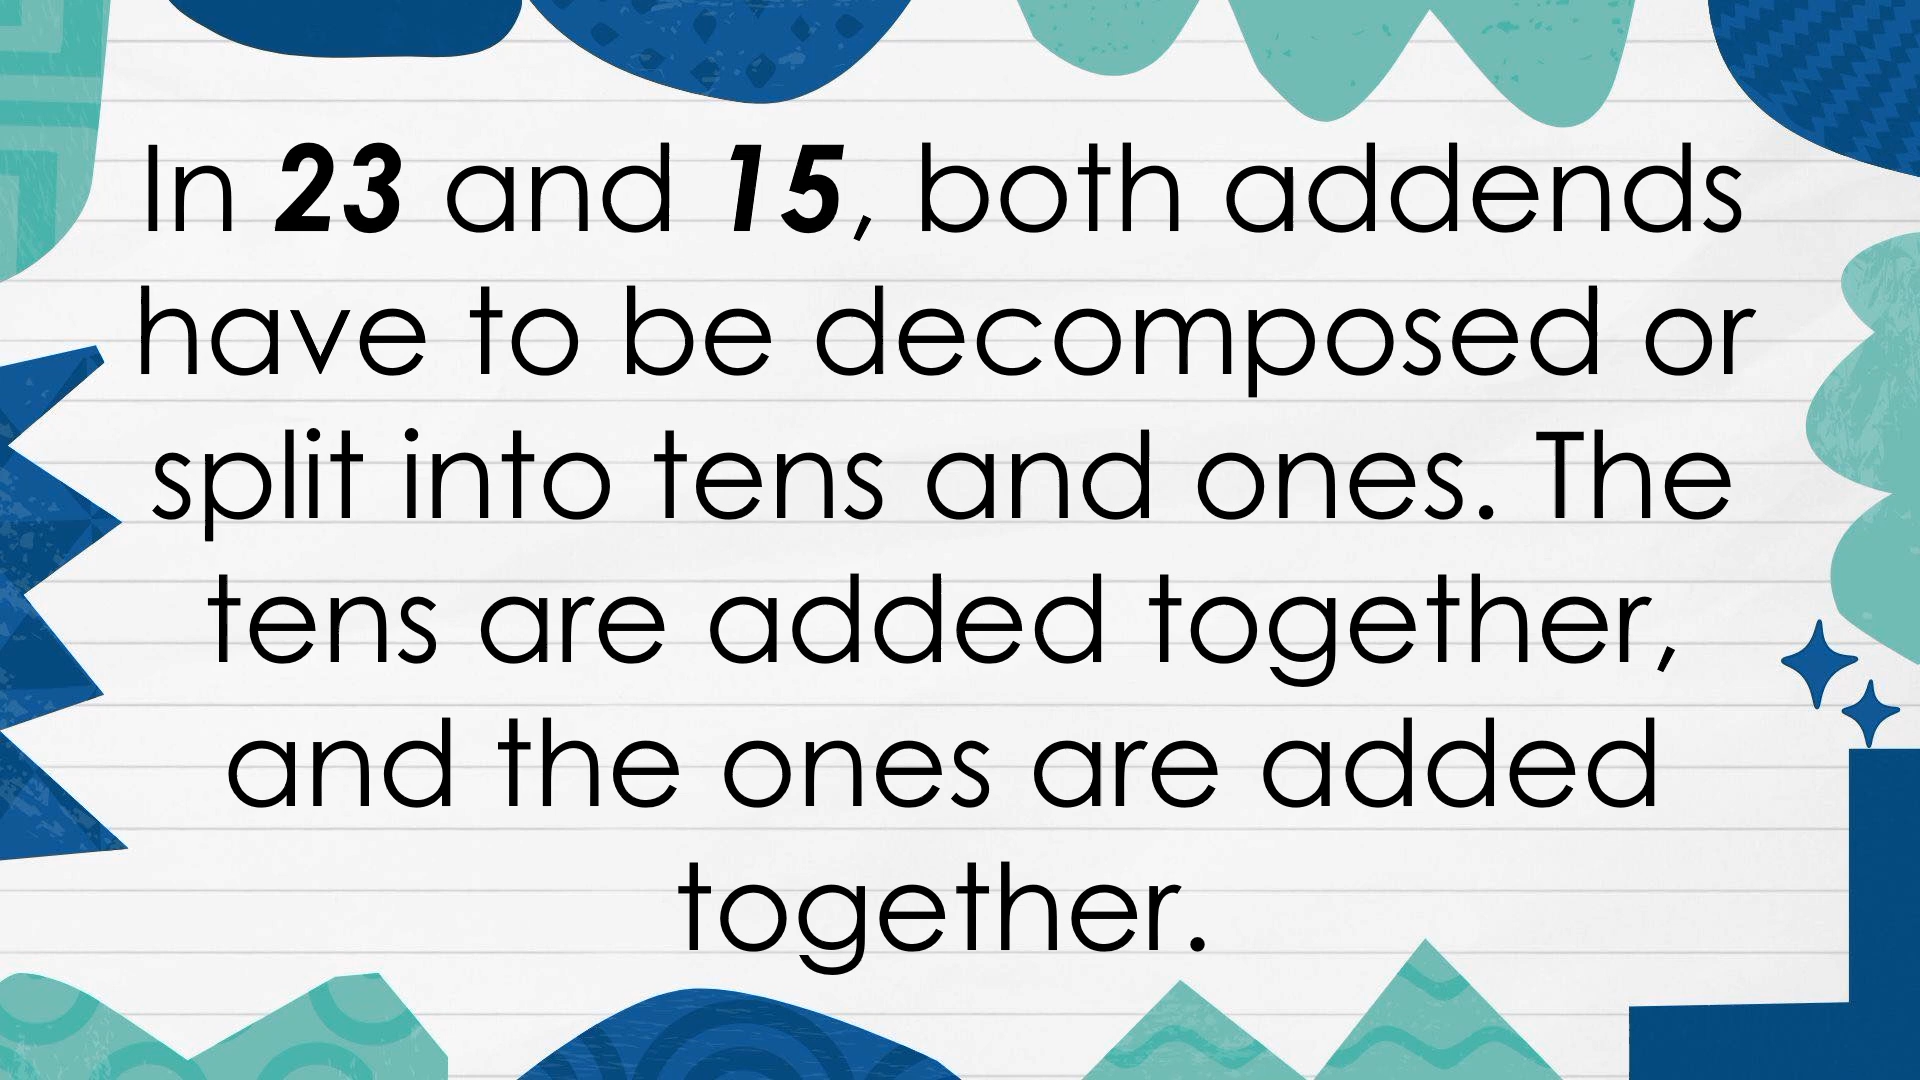 In 23 and 15, both addends
have to be decomposed or
split into tens and ones. The
tens are added together,
and the ones are added
together.